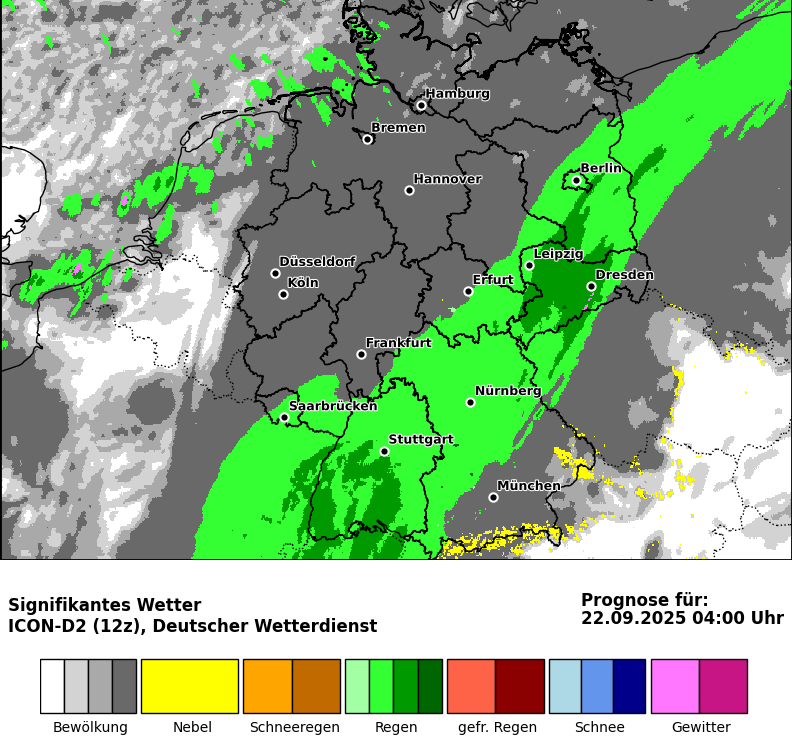 Hamburg
Bremen
Berlin
Hannover
Leipzig
Düsseldorf
Dresden
Köln
Erfurt
Frankfurt
Nürnberg
Saarbrücken
Stuttgart
München
Signifikantes Wetter
ICON-D2 (12z), Deutscher Wetterdienst
Prognose für:
22.09.2025 04:00 Uhr
Bewölkung Nebel Schneeregen Regen gefr. Regen Schnee Gewitter